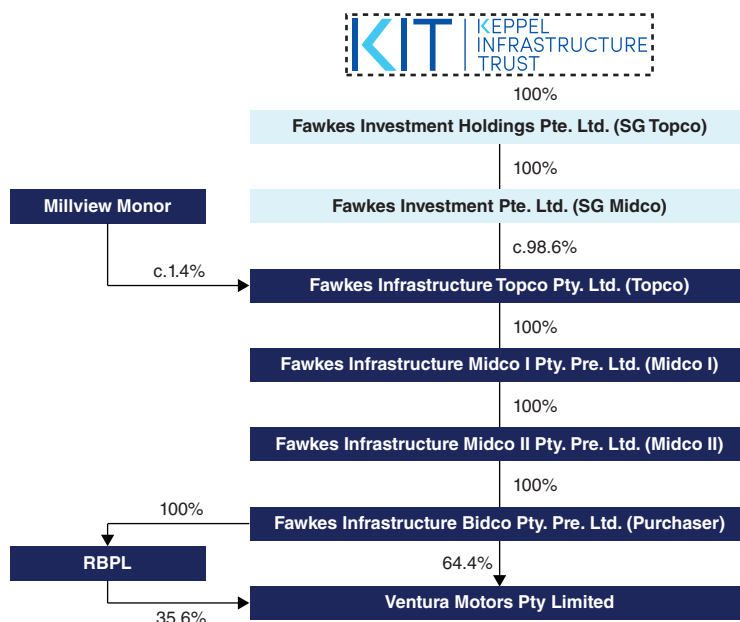 KIT
KEPPEL
INFRASTRUCTURE
TRUST
100%
Fawkes Investment Holdings Pte. Ltd. (SG Topco)
100%
Millview Monor
Fawkes Investment Pte. Ltd. (SG Midco)
c.98.6%
c.1.4%
Fawkes Infrastructure Topco Pty. Ltd. (Topco)
100%
Fawkes Infrastructure Midco I Pty. Pre. Ltd. (Midco I)
100%
Fawkes Infrastructure Midco II Pty. Pre. Ltd. (Midco II)
100%
100%
Fawkes Infrastructure Bidco Pty. Pre. Ltd. (Purchaser)
RBPL
64.4%
35.6%
Ventura Motors Pty Limited